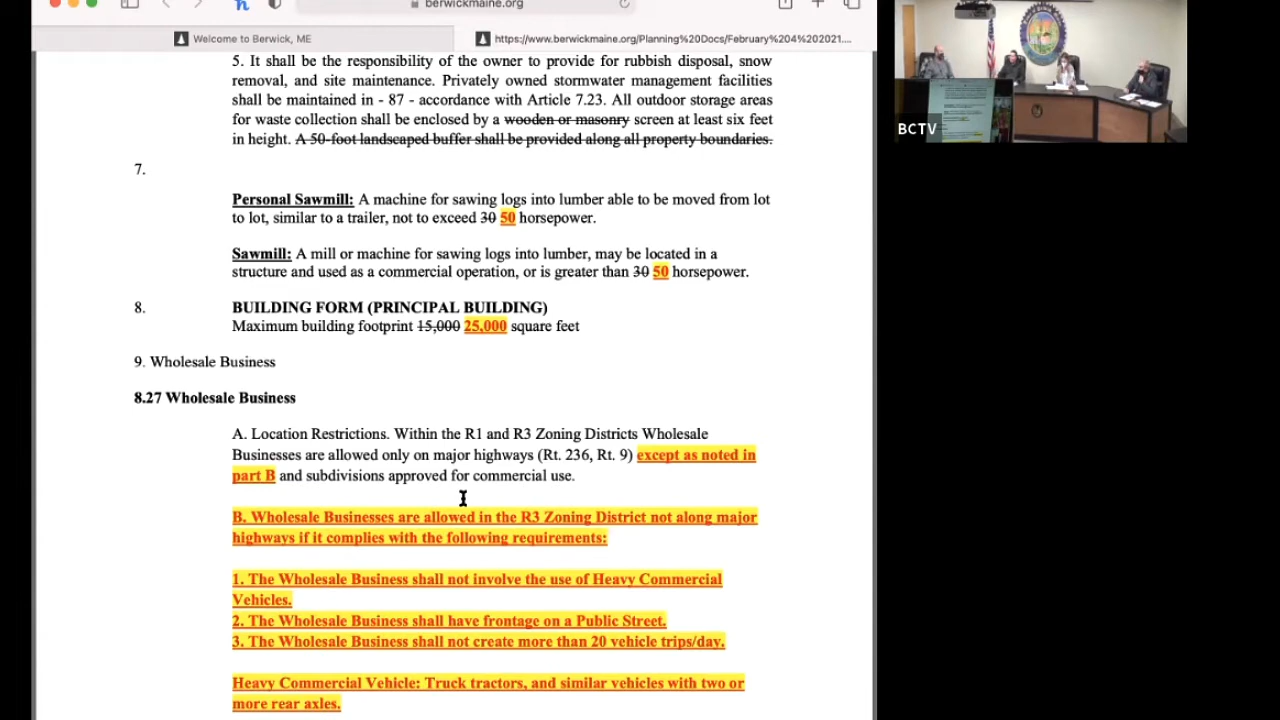 berwickmaine.org
Welcome to Berwick, ME
https://www.berwickmaine.org/Planning%20Docs/February%204%202021....
5. It shall be the responsibility of the owner to provide for rubbish disposal, snow
removal, and site maintenance. Privately owned stormwater management facilities
shall be maintained in - 87 - accordance with Article 7.23. All outdoor storage areas
for waste collection shall be enclosed by a wooden or masonry screen at least six feet
in height. A 50-foot landscaped buffer shall be provided along all property boundaries.
7.
Personal Sawmill: A machine for sawing logs into lumber able to be moved from lot
to lot, similar to a trailer, not to exceed 30 50 horsepower.
Sawmill: A mill or machine for sawing logs into lumber, may be located in a
structure and used as a commercial operation, or is greater than 30 50 horsepower.
8. BUILDING FORM (PRINCIPAL BUILDING)
Maximum building footprint 15,000 25,000 square feet
9. Wholesale Business
8.27 Wholesale Business
A. Location Restrictions. Within the R1 and R3 Zoning Districts Wholesale
Businesses are allowed only on major highways (Rt. 236, Rt. 9) except as noted in
part B and subdivisions approved for commercial use.
B. Wholesale Businesses are allowed in the R3 Zoning District not along major
highways if it complies with the following requirements:
1. The Wholesale Business shall not involve the use of Heavy Commercial
Vehicles.
2. The Wholesale Business shall have frontage on a Public Street.
3. The Wholesale Business shall not create more than 20 vehicle trips/day.
Heavy Commercial Vehicle: Truck tractors, and similar vehicles with two or
more rear axles.
BCTV